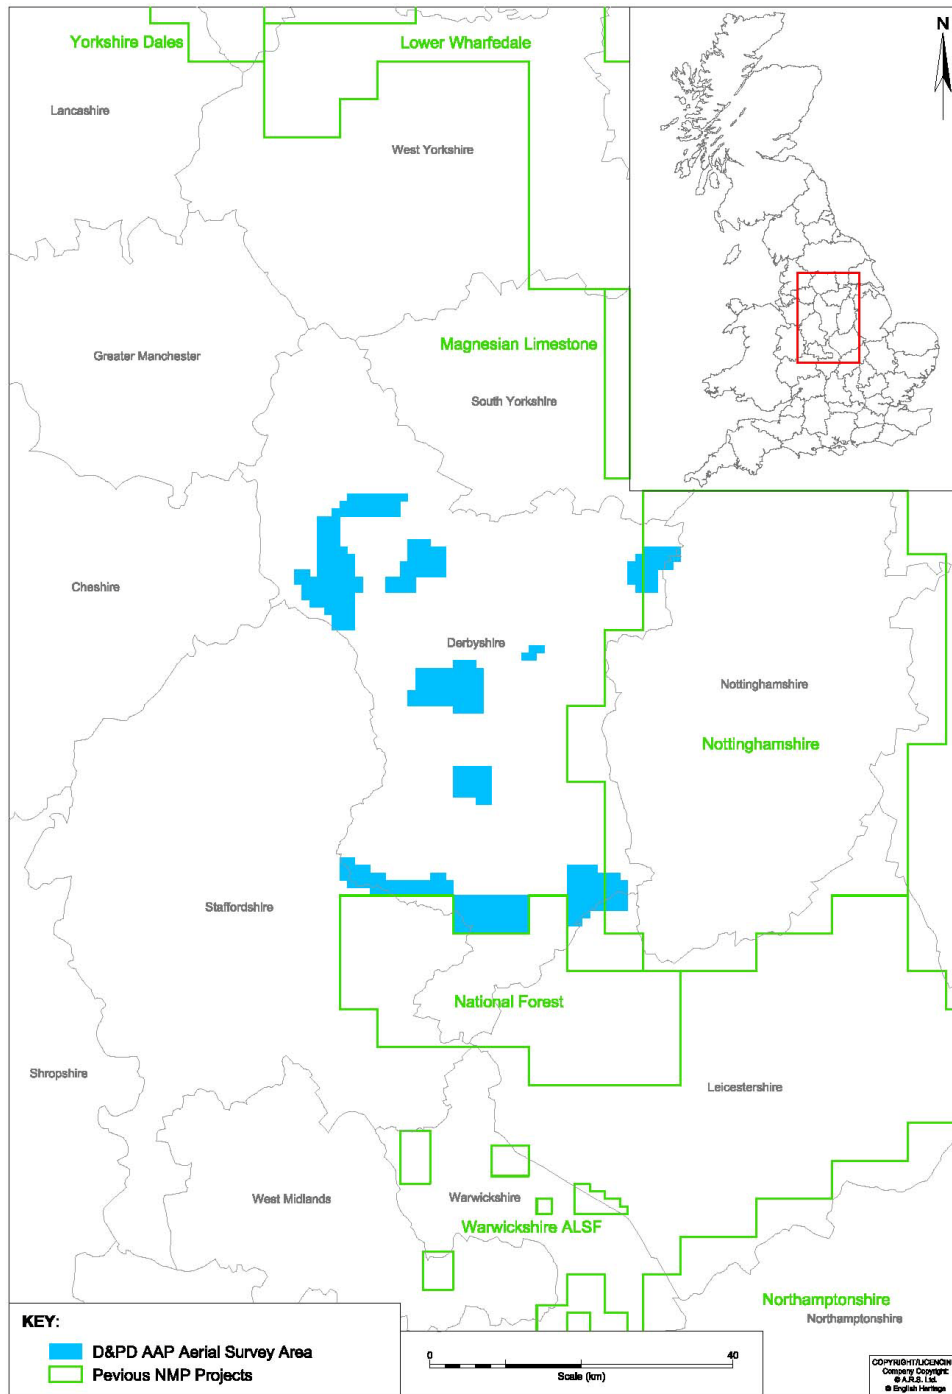 N
Yorkshire Dales
Lower Wharfedale
Lancashire
West Yorkshire
Greater Manchester
Magnesian Limestone
South Yorkshire
Cheshire
Derbyshire
Nottinghamshire
Nottinghamshire
Staffordshire
National Forest
Shropshire
Leicestershire
West Midlands
Warwickshire
Warwickshire ALSF
Northamptonshire
Northamptonshire
KEY:
D&PD AAP Aerial Survey Area
Pevious NMP Projects
0 40
Scale (km)
COPYRIGHT/LICENCIN
Company Copyright:
© A.R.S. Ltd.
© English Heritage